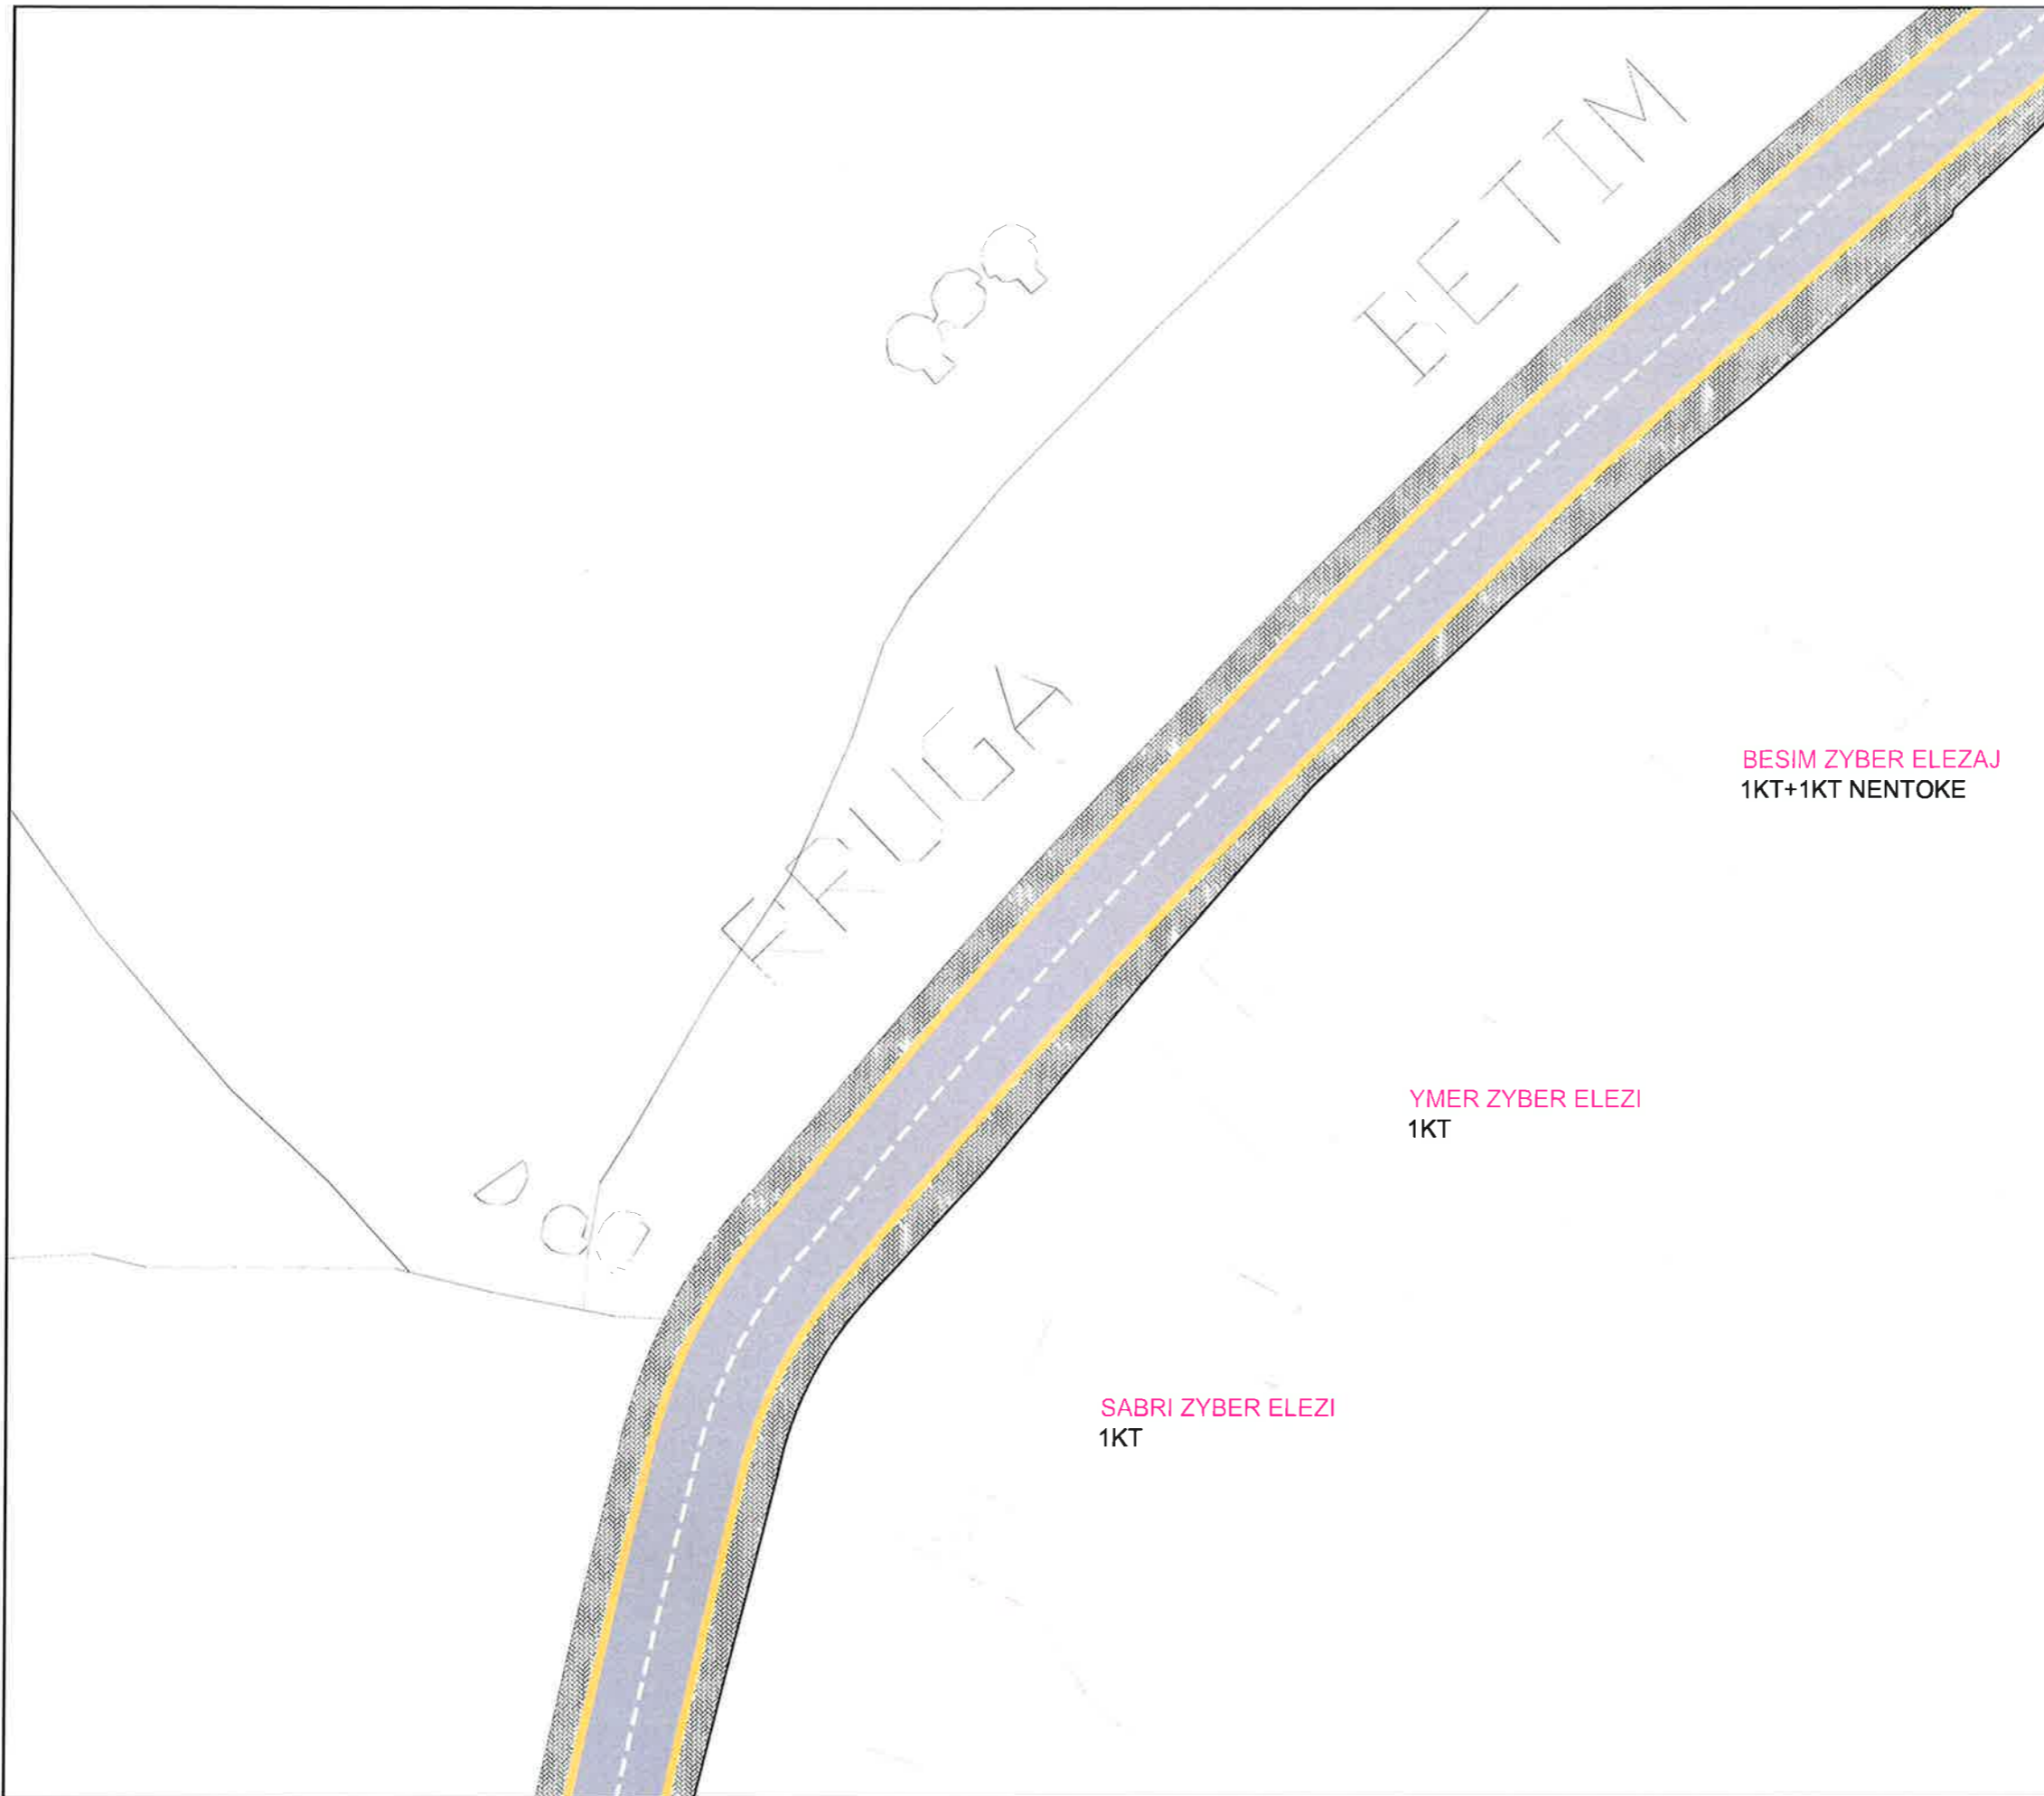 BETIM
RRUGA
BESIM ZYBER ELEZAJ
1KT+1KT NENTOKE
YMER ZYBER ELEZI
1KT
SABRI ZYBER ELEZI
1KT